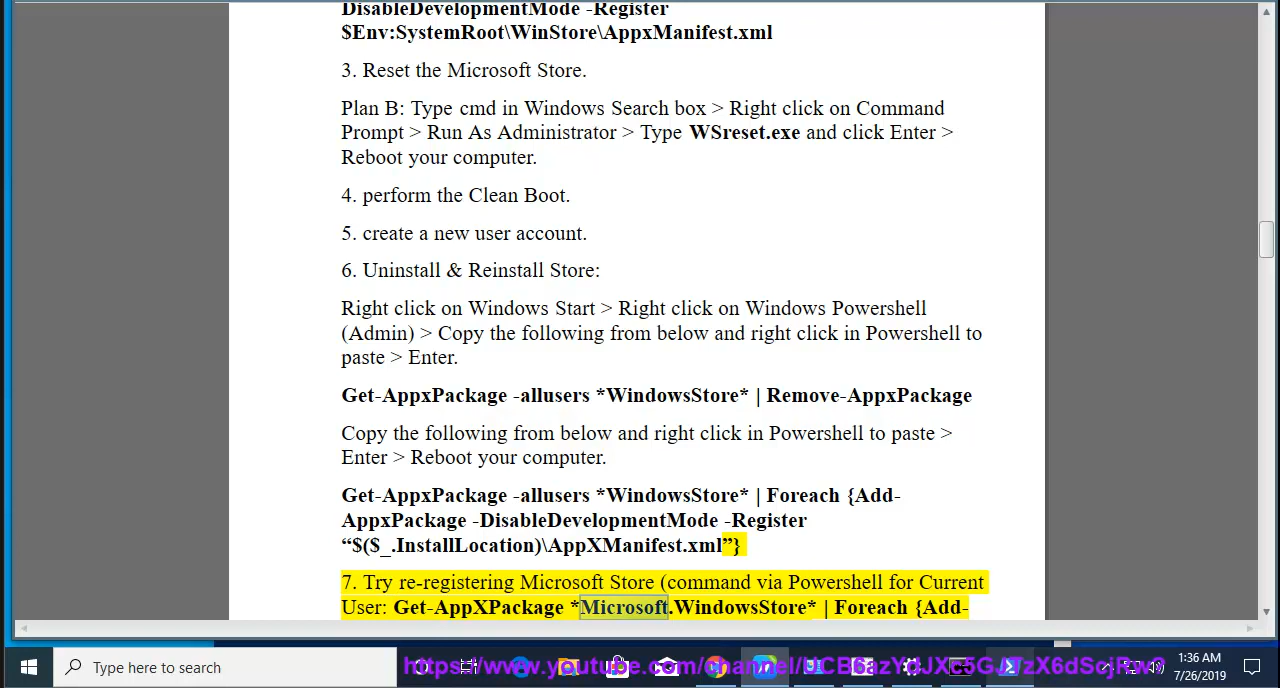 DisableDevelopmentMode -Register
$Env:SystemRoot\WinStore\AppxManifest.xml
3. Reset the Microsoft Store.
Plan B: Type cmd in Windows Search box > Right click on Command
Prompt > Run As Administrator > Type WSreset.exe and click Enter >
Reboot your computer.
4. perform the Clean Boot.
5. create a new user account.
6. Uninstall & Reinstall Store:
Right click on Windows Start > Right click on Windows Powershell
(Admin) > Copy the following from below and right click in Powershell to
paste > Enter.
Get-AppxPackage -allusers *WindowsStore* | Remove-AppxPackage
Copy the following from below and right click in Powershell to paste >
Enter > Reboot your computer.
Get-AppxPackage -allusers *WindowsStore* | Foreach {Add-
AppxPackage -DisableDevelopmentMode -Register
“$($_.InstallLocation)\AppXManifest.xml”}
7. Try re-registering Microsoft Store (command via Powershell for Current
User: Get-AppXPackage *Microsoft.WindowsStore* | Foreach {Add-
Type here to search
1:36 AM
7/26/2019